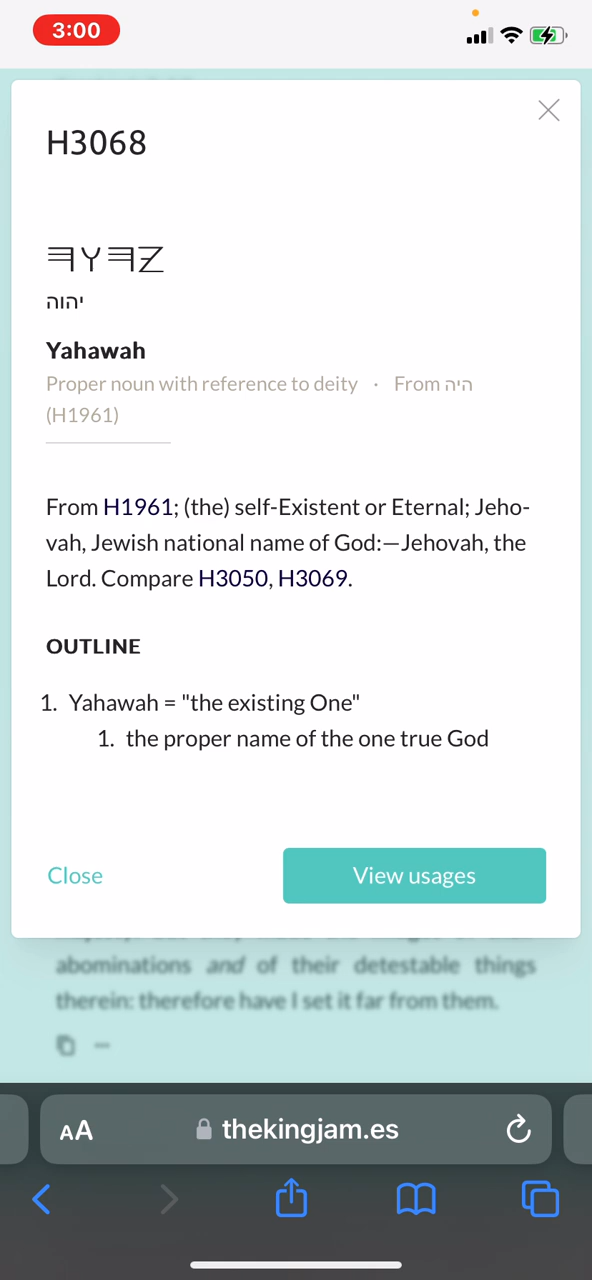 3:00
H3068
𐤉𐤄𐤅𐤄
יהוה
Yahawah
Proper noun with reference to deity · From היה
(H1961)
From H1961; (the) self-Existent or Eternal; Jeho-
vah, Jewish national name of God:—Jehovah, the
Lord. Compare H3050, H3069.
OUTLINE
1. Yahawah = "the existing One"
1. the proper name of the one true God
Close
View usages
abominations and of their detestable things
therein: therefore have I set it far from them.
AA
thekingjam.es